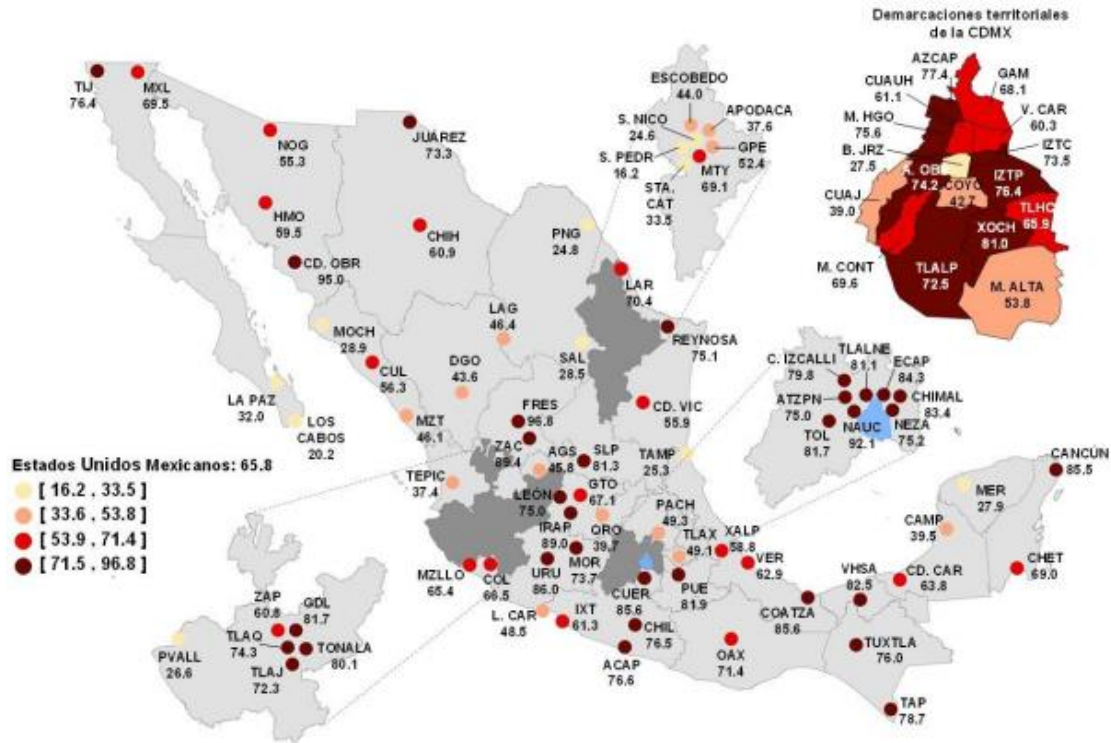 Demarcaciones territoriales
de la CDMX
AZCAP
77.4
CUAUH
61.1
GAM
68.1
M. HGO
75.6
V. CAR
60.3
B. JRZ
27.5
IZTC
73.5
A. OBR
74.2
IZTP
76.4
COYO
42.7
CUAJ
39.0
TLHC
65.9
XOCH
81.0
M. CONT
69.6
TLALP
72.5
M. ALTA
53.8
TIJ
76.4
MXL
69.5
NOG
55.3
JUÁREZ
73.3
HMO
59.5
CHIH
60.9
CD. OBR
95.0
ESCOBEDO
44.0
APODACA
37.6
S. NICO
24.6
GPE
52.4
S. PEDR
16.2
MTY
69.1
STA.
CAT
33.5
PNG
24.8
LAR
70.4
LAG
46.4
REYNOSA
75.1
MOCH
28.9
CUL
56.3
DGO
43.6
SAL
28.5
LA PAZ
32.0
LOS
CABOS
20.2
MZT
46.1
CD. VIC
55.9
FRES
96.8
ZAC
89.4
AGS
45.8
SLP
81.3
TAMP
25.3
C. IZCALLI
79.8
TLALNE
81.1
ECAP
84.3
ATZPN
75.0
CHIMAL
83.4
NAUC
92.1
NEZA
75.2
TOL
81.7
Estados Unidos Mexicanos: 65.8
[ 16.2 , 33.5 ]
[ 33.6 , 53.8 ]
[ 53.9 , 71.4 ]
[ 71.5 , 96.8 ]
TEPIC
37.4
LEÓN
75.0
GTO
67.1
IRAP
89.0
QRO
39.7
PACH
49.3
TLAX
49.1
XALP
58.8
VER
62.9
MZLLO
65.4
COL
66.5
URU
86.0
MOR
73.7
CUER
85.6
PUE
81.9
L. CAR
48.5
IXT
61.3
CHIL
76.5
ACAP
76.6
OAX
71.4
COATZA
85.6
VHSA
82.5
CD. CAR
63.8
CAMP
39.5
MER
27.9
CANCÚN
85.5
CHET
69.0
TUXTLA
76.0
TAP
78.7
ZAP
60.8
GDL
81.7
TLAQ
74.3
TONALA
80.1
TLAJ
72.3
PVALL
26.6